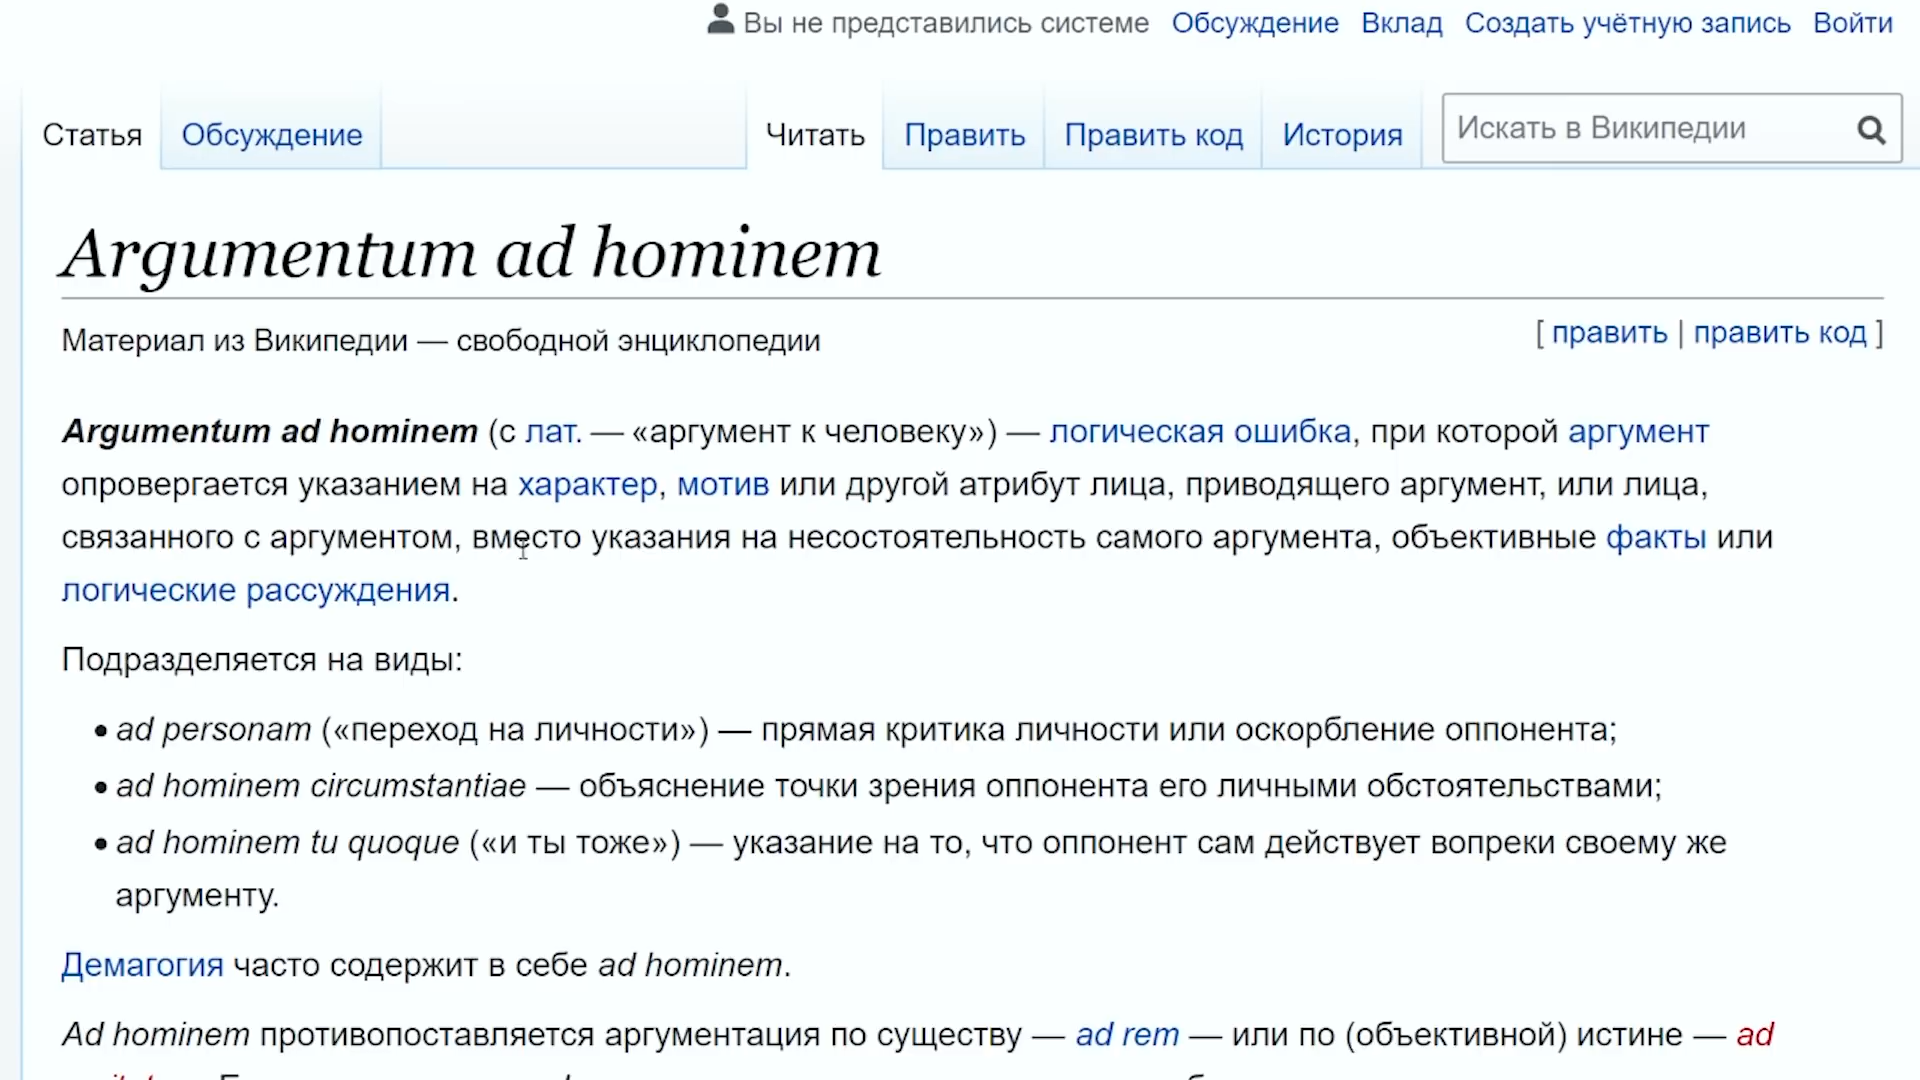 Вы не представились системе Обсуждение Вклад Создать учётную запись Войти
Статья Обсуждение Читать Править Править код История Искать в Википедии
Argumentum ad hominem
Материал из Википедии — свободной энциклопедии [ править | править код ]
Argumentum ad hominem (с лат. — «аргумент к человеку») — логическая ошибка, при которой аргумент
опровергается указанием на характер, мотив или другой атрибут лица, приводящего аргумент, или лица,
связанного с аргументом, вместо указания на несостоятельность самого аргумента, объективные факты или
логические рассуждения.
Подразделяется на виды:
• ad personam («переход на личности») — прямая критика личности или оскорбление оппонента;
• ad hominem circumstantiae — объяснение точки зрения оппонента его личными обстоятельствами;
• ad hominem tu quoque («и ты тоже») — указание на то, что оппонент сам действует вопреки своему же
аргументу.
Демагогия часто содержит в себе ad hominem.
Ad hominem противопоставляется аргументация по существу — ad rem — или по (объективной) истине — ad